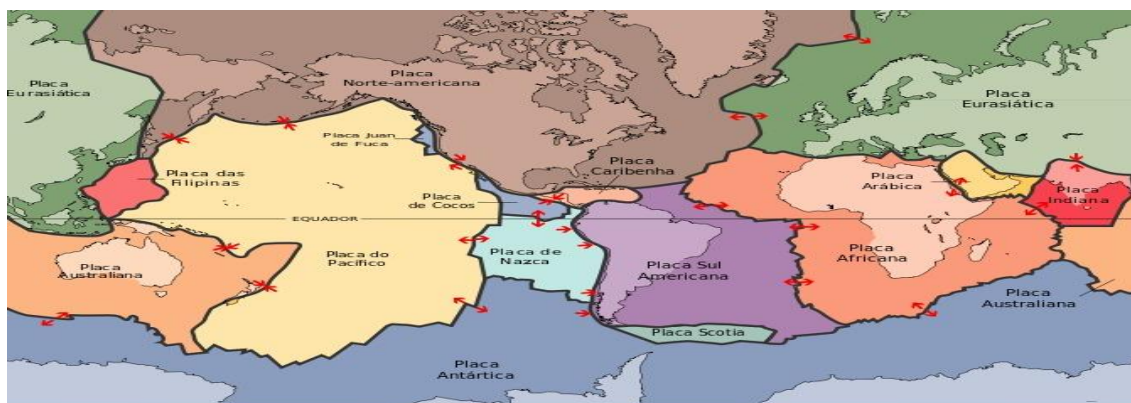 Placa
Norte-americana
Placa
Eurasiática
Placa
Eurasiática
Placa Juan
de Fuca
Placa
Caribenha
Placa das
Filipinas
Placa
Arábica
Placa
Indiana
Placa
de Cocos
EQUADOR
Placa
Australiana
Placa do
Pacífico
Placa de
Nazca
Placa Sul
Americana
Placa
Africana
Placa
Australiana
Placa Scotia
Placa
Antártica